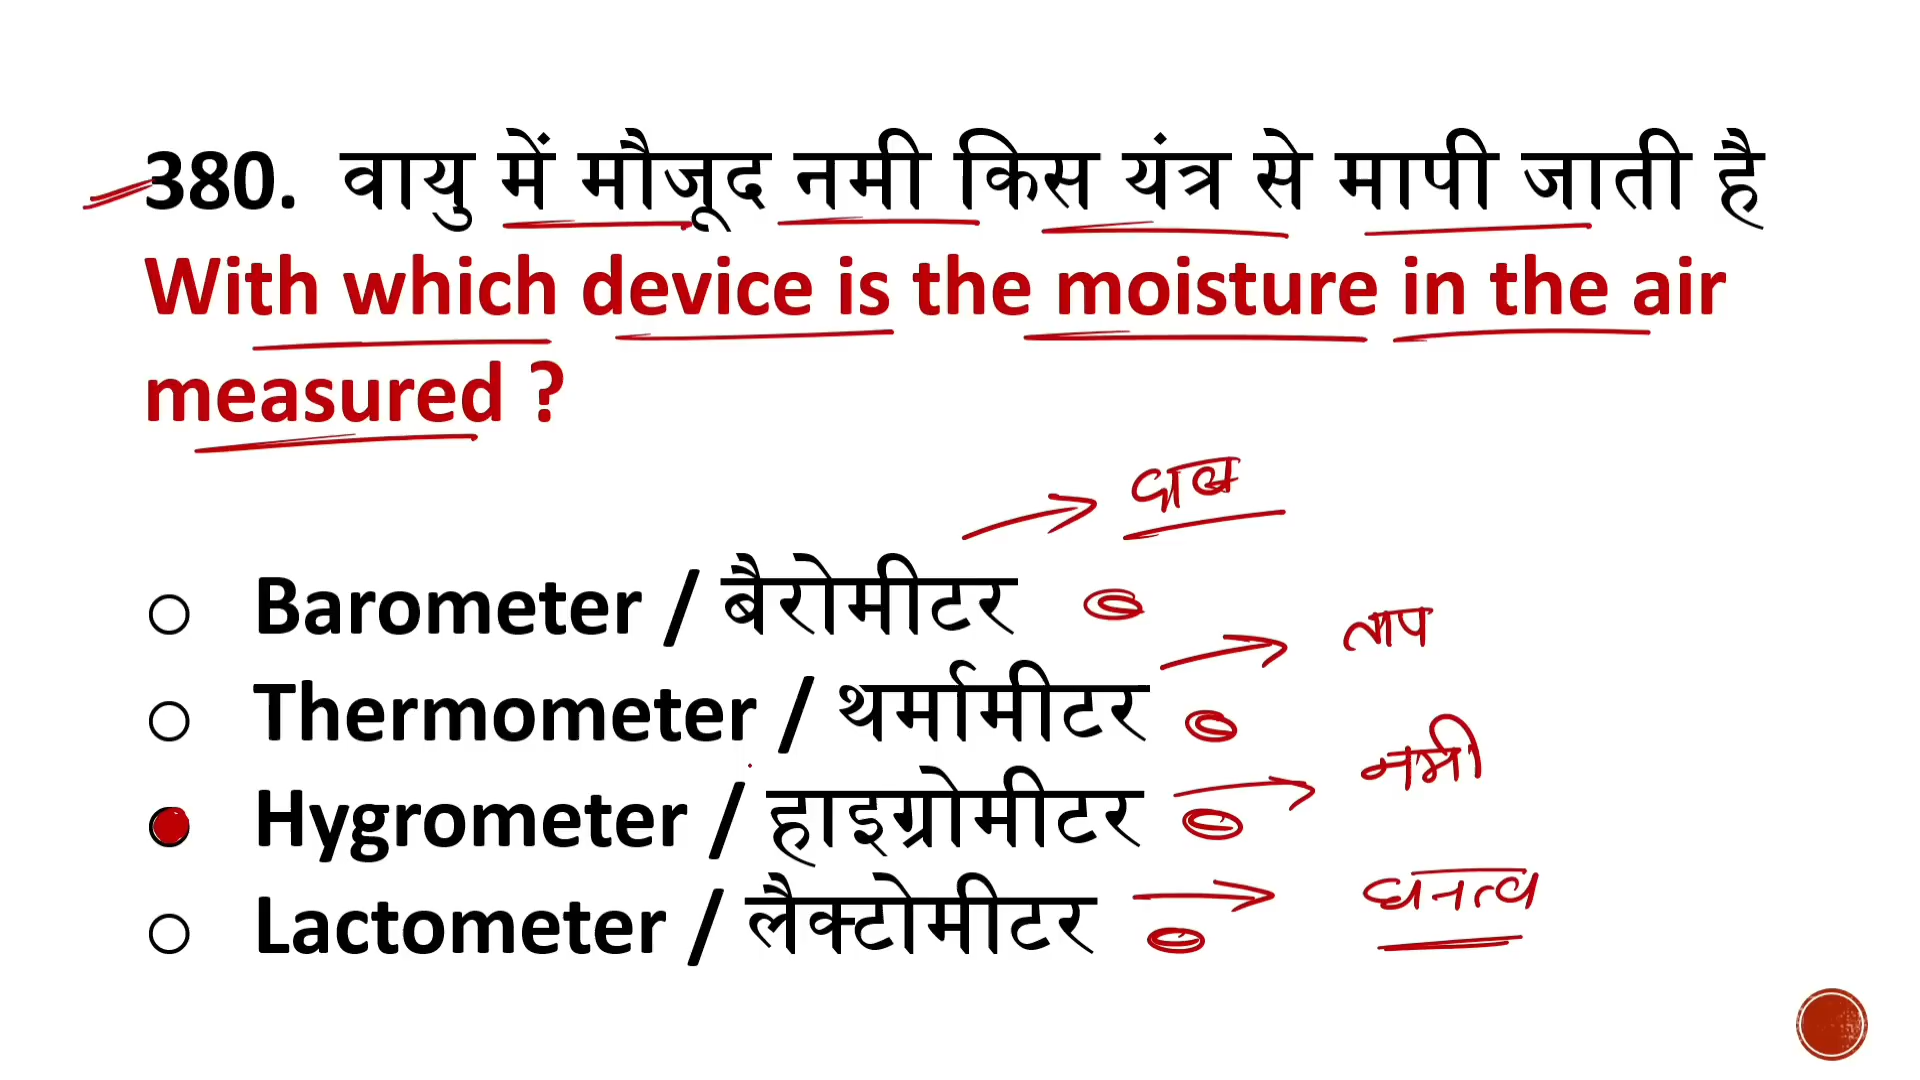 380. वायु में मौजूद नमी किस यंत्र से मापी जाती है
With which device is the moisture in the air
measured ?
Barometer / बैरोमीटर
ताप
Thermometer / थर्मामीटर
नमी
Hygrometer / हाइग्रोमीटर
घनत्व
Lactometer / लैक्टोमीटर